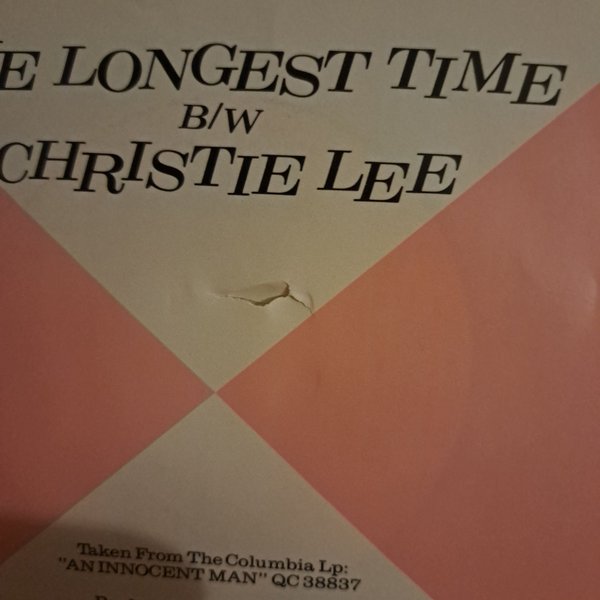 E LONGEST TIME
B/W
CHRISTIE LEE
Taken From The Columbia Lp:
"AN INNOCENT MAN" QC 38837